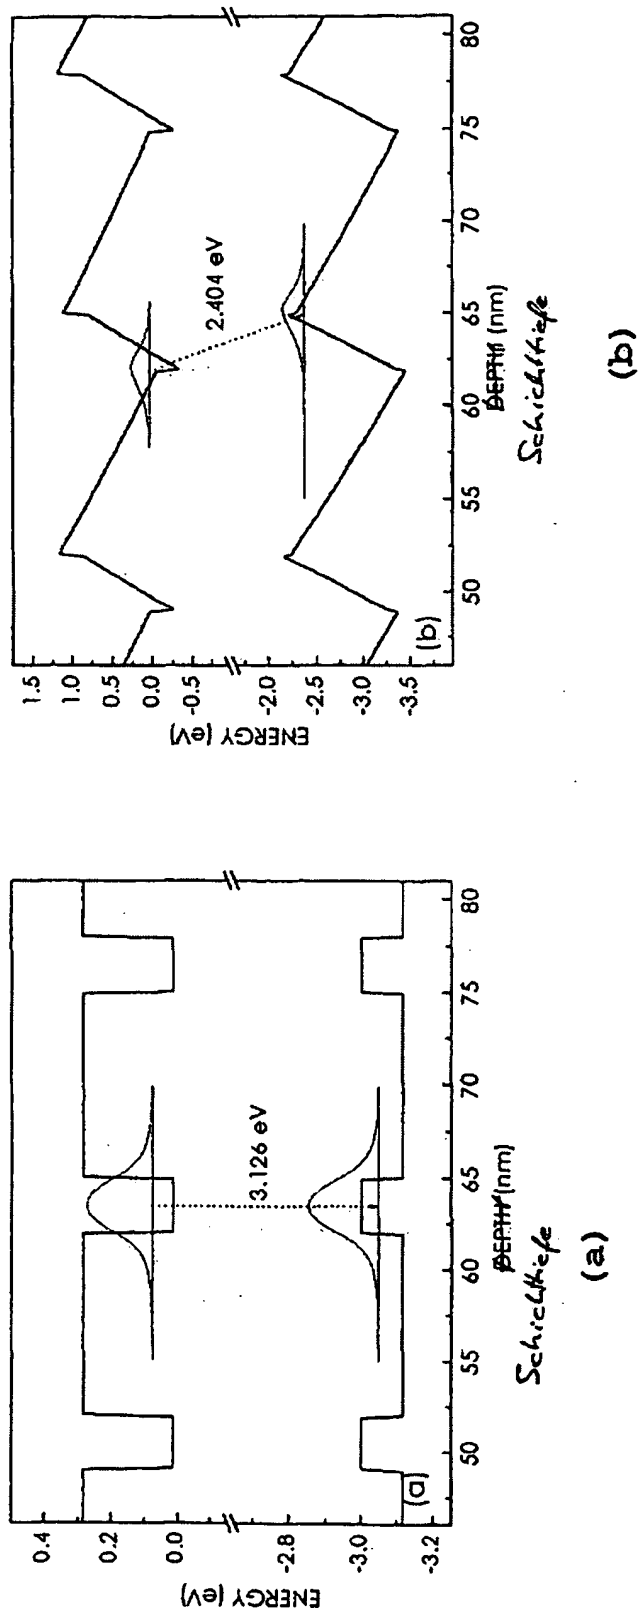 ENERGY (eV)
0.4
0.2
0.0
-2.8
-3.0
-3.2
3.126 eV
(a)
50
55
60
65
70
75
80
DEPTH (nm)
Schichttiefe
(a)
ENERGY (eV)
1.5
1.0
0.5
0.0
-0.5
-2.0
-2.5
-3.0
-3.5
2.404 eV
(b)
50
55
60
65
70
75
80
DEPTH (nm)
Schichttiefe
(b)